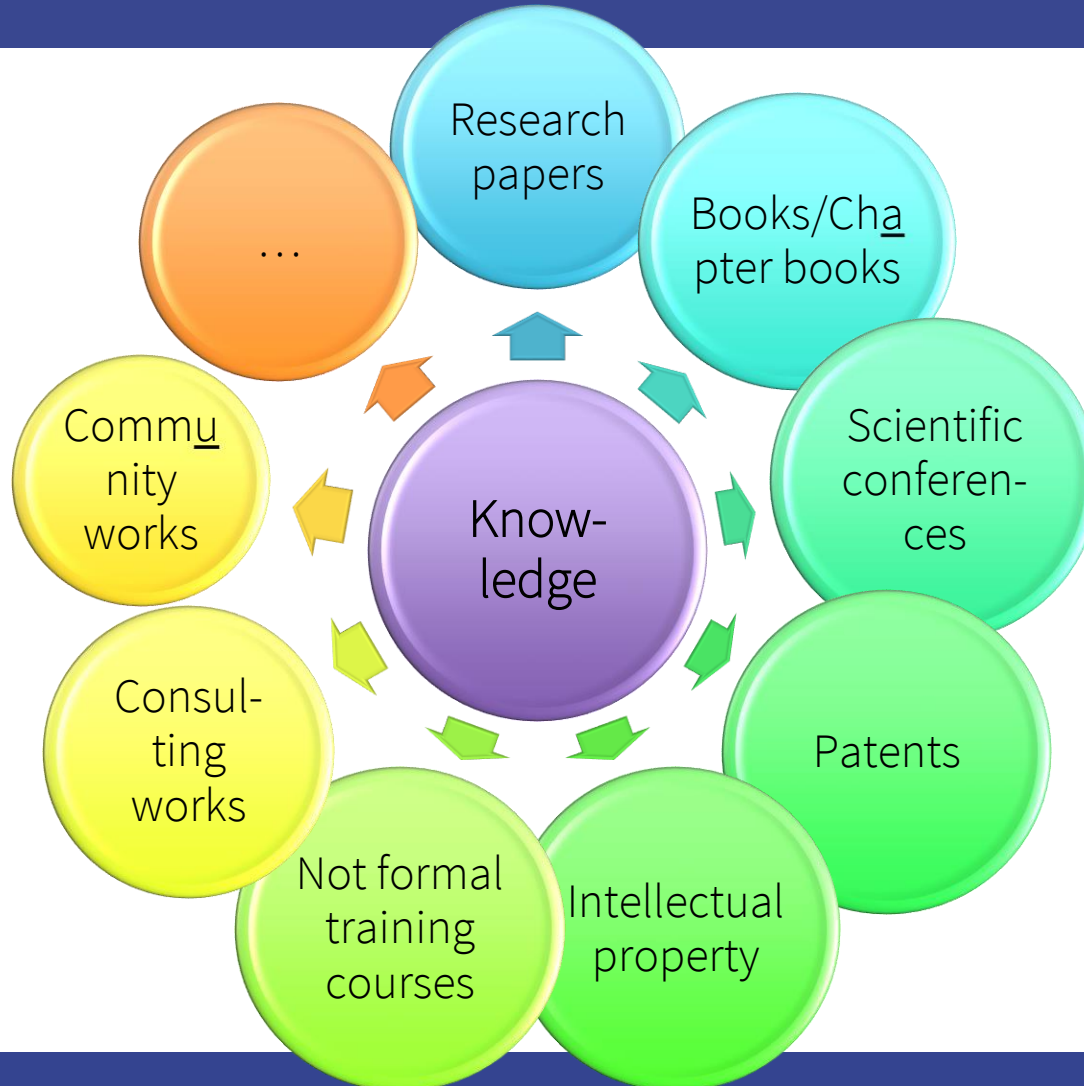 Research
papers
Books/Cha
pter books
Scientific
conferen-
ces
Patents
Intellectual
property
Not formal
training
courses
Consul-
ting
works
Commu
nity
works
...
Know-
ledge